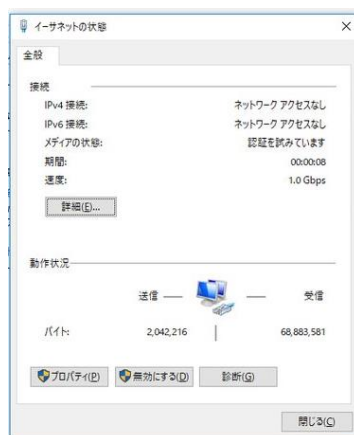 イーサネットの状態
全般
接続
IPv4 接続: ネットワーク アクセスなし
IPv6 接続: ネットワーク アクセスなし
メディアの状態: 認証を試みています
期間: 00:00:08
速度: 1.0 Gbps
詳細(E)...
動作状況
送信 受信
バイト: 2,042,216 68,883,581
プロパティ(P) 無効にする(D) 診断(G)
閉じる(C)